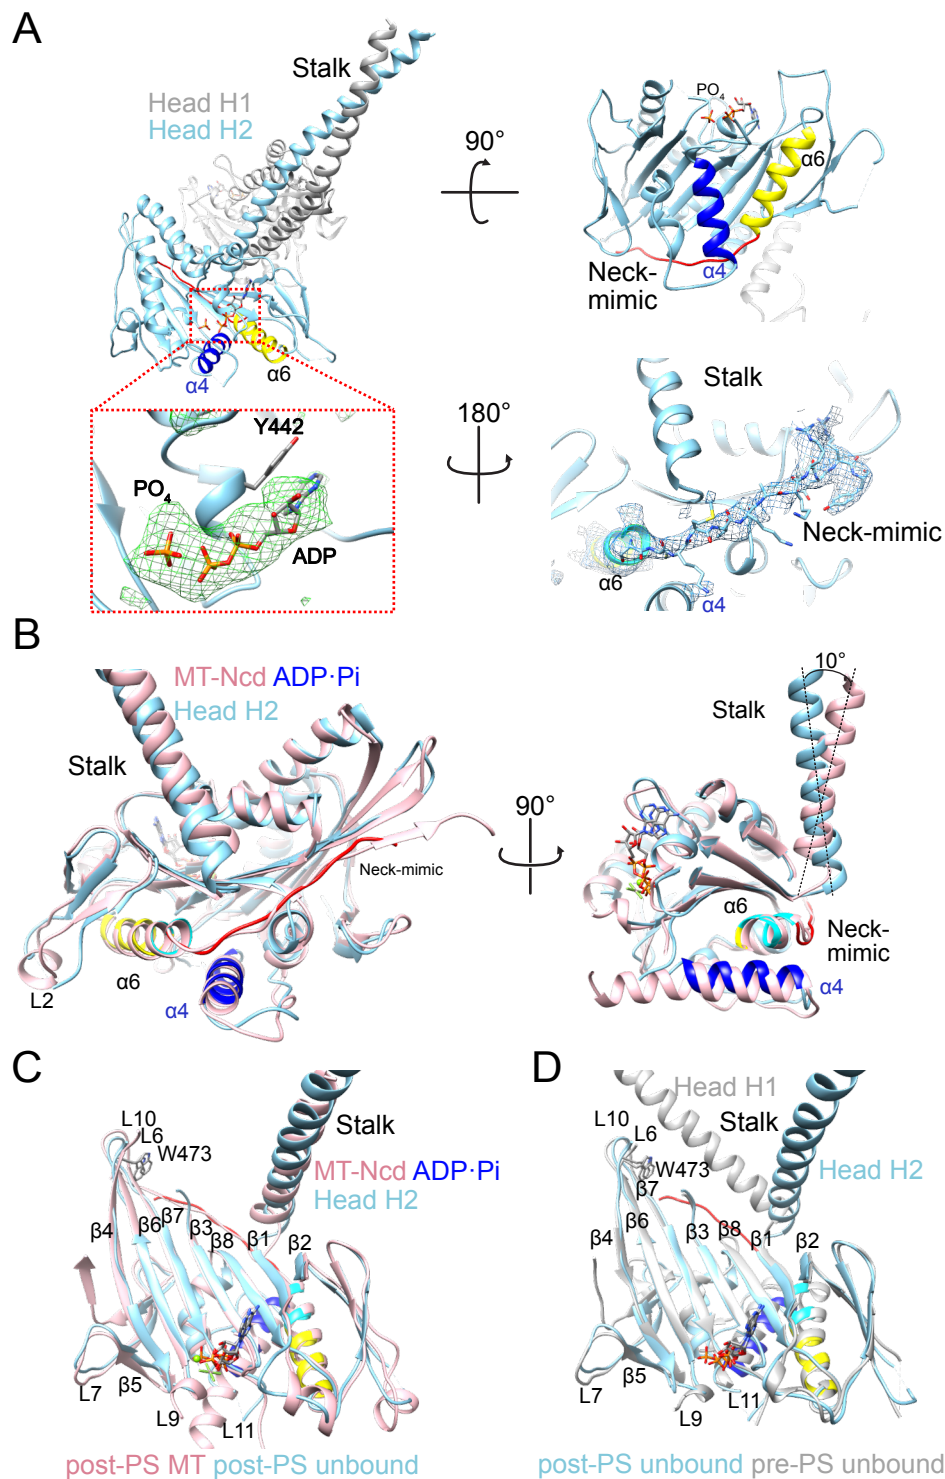 A
Stalk
Head H1
Head H2
90°
PO4
α6
α4
Neck-
mimic
α4
α6
Y442
PO4
ADP
180°
Stalk
Neck-mimic
α6
α4
B
MT-Ncd ADP·Pi
Head H2
Stalk
Neck-mimic
α6
L2
α4
90°
10°
Stalk
α6
Neck-
mimic
α4
C
L10
L6
W473
Stalk
MT-Ncd ADP·Pi
Head H2
β4
β6
β7
β3
β8
β1
β2
L7
β5
L9
L11
post-PS MT post-PS unbound
D
Head H1
Stalk
L10
L6
W473
Head H2
β7
β4
β6
β3
β8
β1
β2
L7
β5
L9
L11
post-PS unbound pre-PS unbound